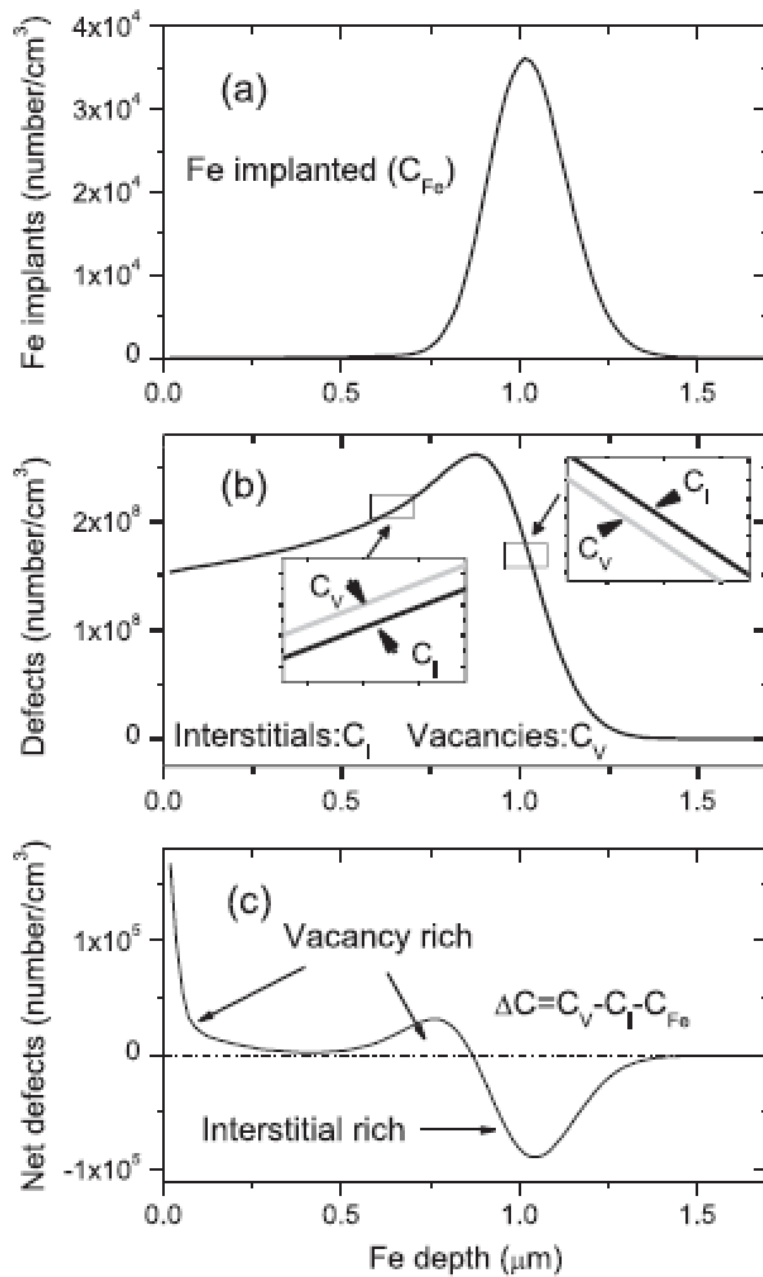 4x10⁴
3x10⁴
2x10⁴
1x10⁴
0
Fe implants (number/cm³)
(a)
Fe implanted (C_Fe)
0.0 0.5 1.0 1.5
2x10⁸
1x10⁸
0
Defects (number/cm³)
(b)
C_I
C_V
C_V
C_I
Interstitials:C_I Vacancies:C_V
0.0 0.5 1.0 1.5
1x10⁵
0
-1x10⁵
Net defects (number/cm³)
(c)
Vacancy rich
ΔC=C_V-C_I-C_Fe
Interstitial rich
0.0 0.5 1.0 1.5
Fe depth (μm)